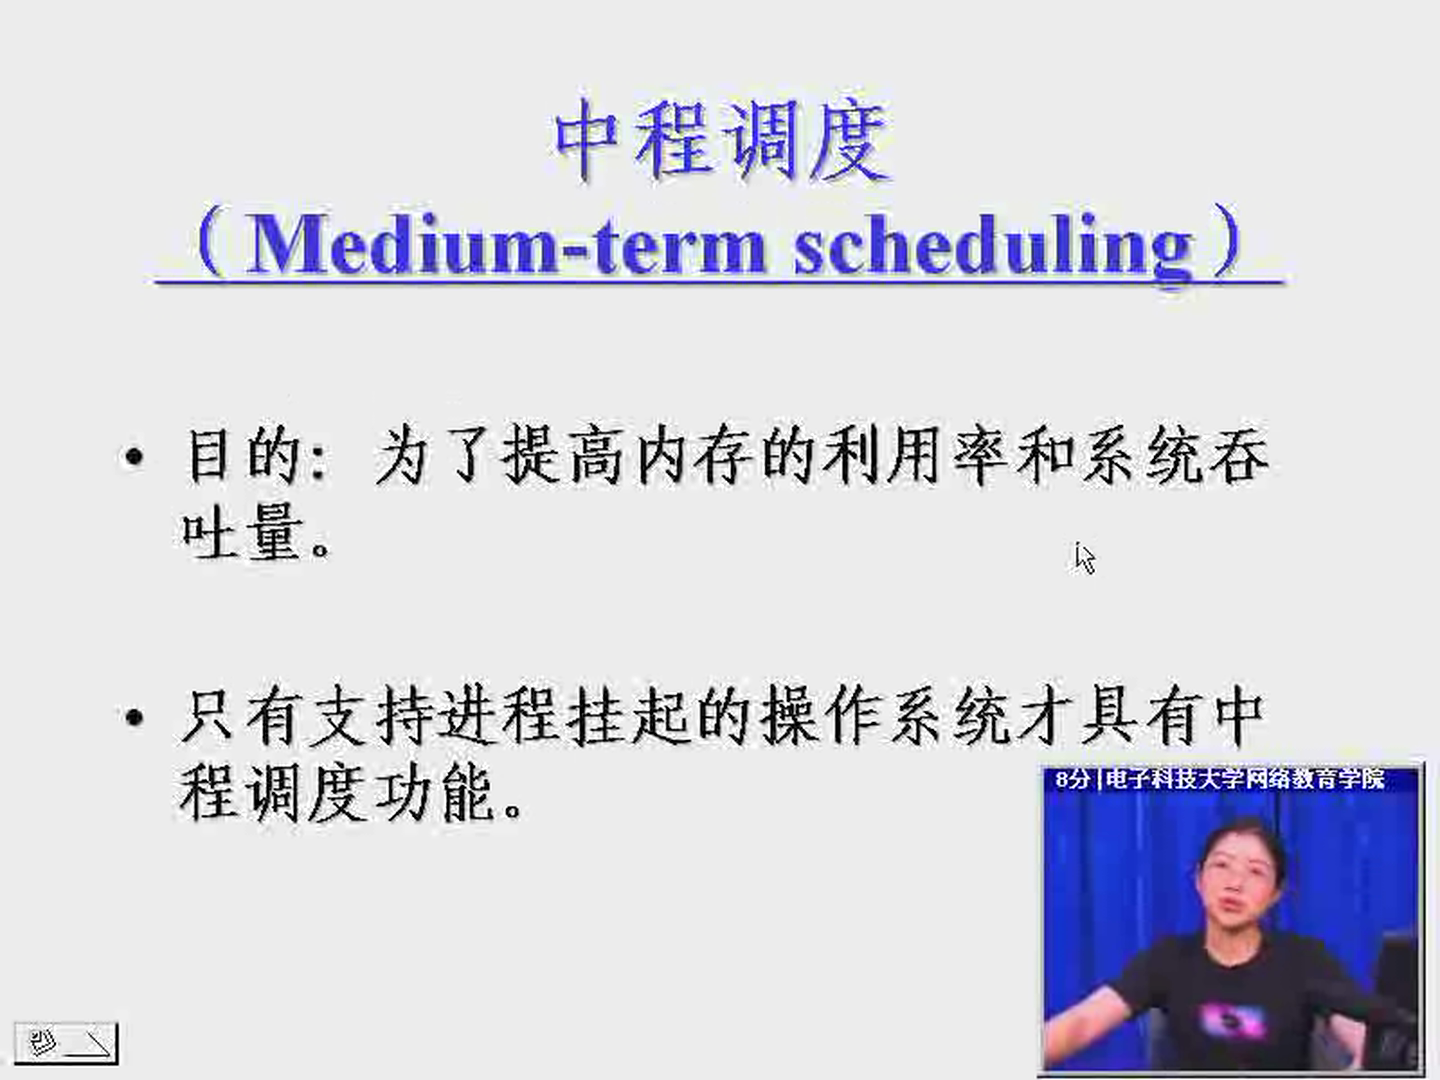 中程调度
（Medium-term scheduling）
• 目的： 为了提高内存的利用率和系统吞
吐量。
• 只有支持进程挂起的操作系统才具有中
程调度功能。
8分|电子科技大学网络教育学院